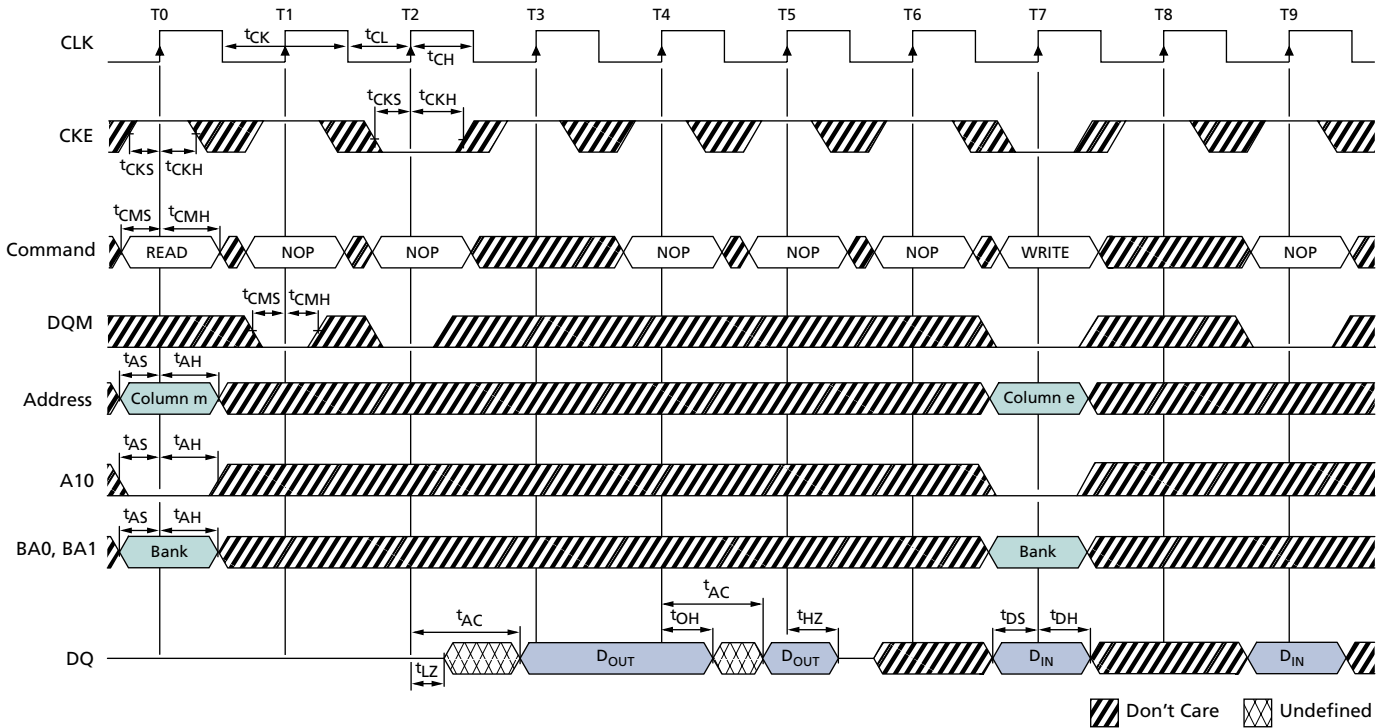 T0 T1 T2 T3 T4 T5 T6 T7 T8 T9
CLK
tCK tCL
tCH
tCKS tCKH
CKE
tCKS tCKH
tCMS tCMH
Command READ NOP NOP NOP NOP NOP WRITE NOP
tCMS tCMH
DQM
tAS tAH
Address Column m Column e
tAS tAH
A10
tAS tAH
BA0, BA1 Bank Bank
tAC tAC
tOH tHZ tDS tDH
DQ DOUT DOUT DIN DIN
tLZ
Don't Care Undefined